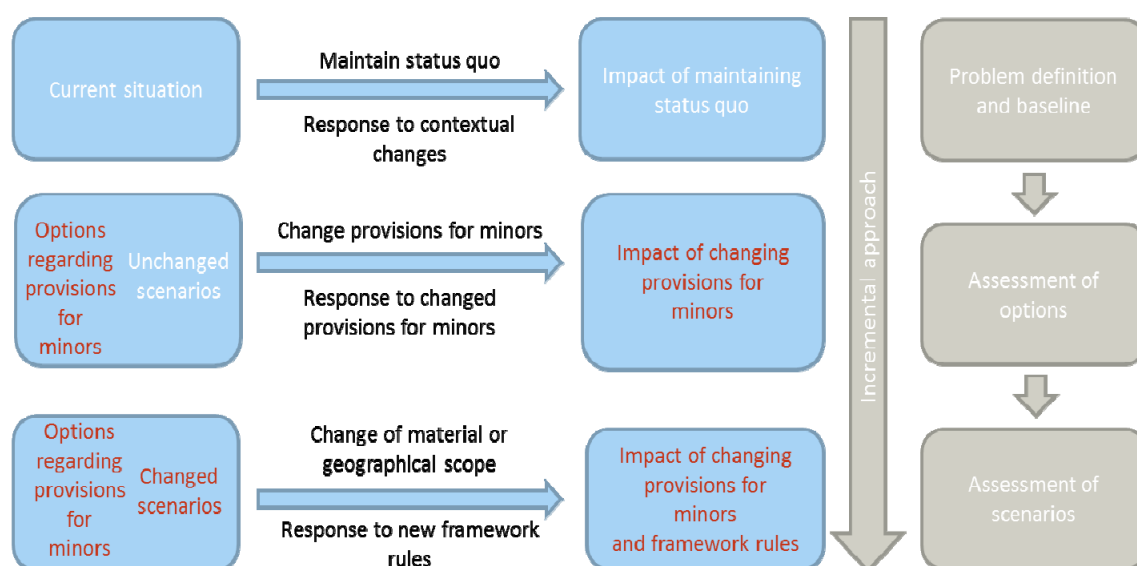 Current situation
Maintain status quo
Response to contextual
changes
Impact of maintaining
status quo
Problem definition
and baseline
Options
regarding
provisions
for
minors
Unchanged
scenarios
Change provisions for minors
Response to changed
provisions for minors
Impact of changing
provisions for
minors
Assessment of
options
Options
regarding
provisions
for
minors
Changed
scenarios
Change of material or
geographical scope
Response to new framework
rules
Impact of changing
provisions for
minors
and framework rules
Assessment of
scenarios
Incremental approach